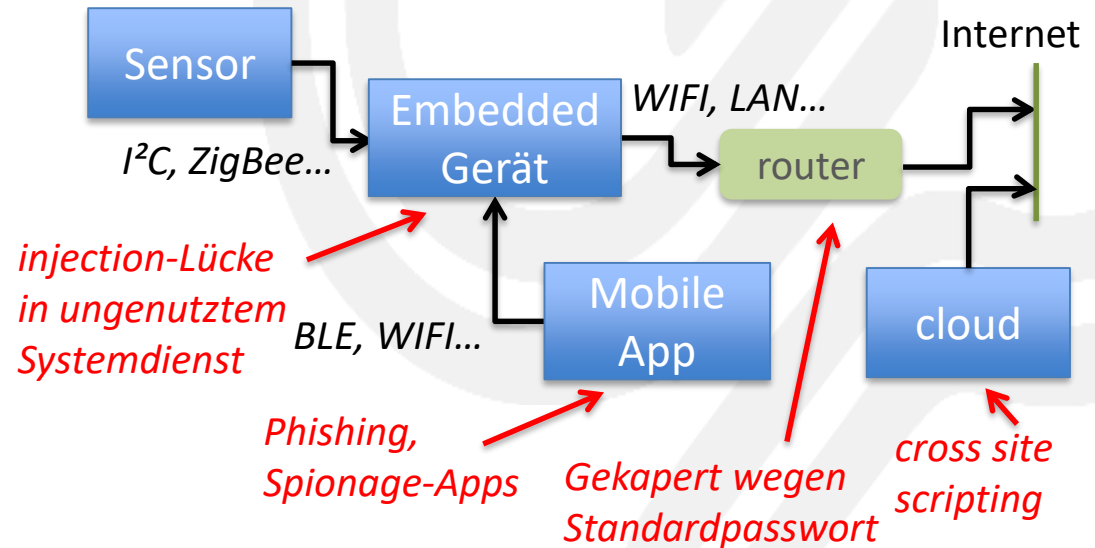 Sensor
I²C, ZigBee…
Embedded
Gerät
WIFI, LAN…
router
Internet
injection-Lücke
in ungenutztem
Systemdienst
BLE, WIFI…
Mobile
App
cloud
Phishing,
Spionage-Apps
Gekapert wegen
Standardpasswort
cross site
scripting